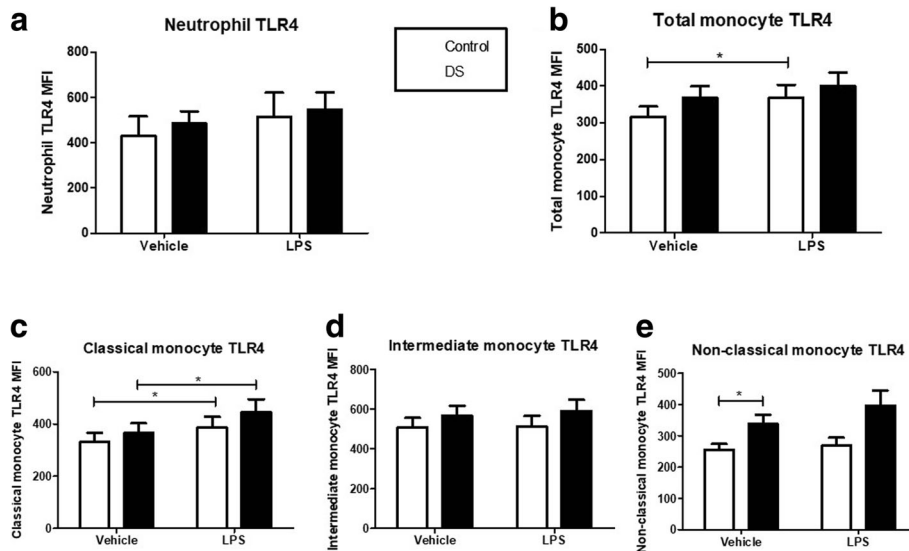 a
Neutrophil TLR4
Neutrophil TLR4 MFI
800
600
400
200
0
Vehicle
LPS
Control
DS
b
Total monocyte TLR4
*
Total monocyte TLR4 MFI
500
400
300
200
100
0
Vehicle
LPS
c
Classical monocyte TLR4
*
*
Classical monocyte TLR4 MFI
600
400
200
0
Vehicle
LPS
d
Intermediate monocyte TLR4
Intermediate monocyte TLR4 MFI
800
600
400
200
0
Vehicle
LPS
e
Non-classical monocyte TLR4
*
Non-classical monocyte TLR4 MFI
500
400
300
200
100
0
Vehicle
LPS